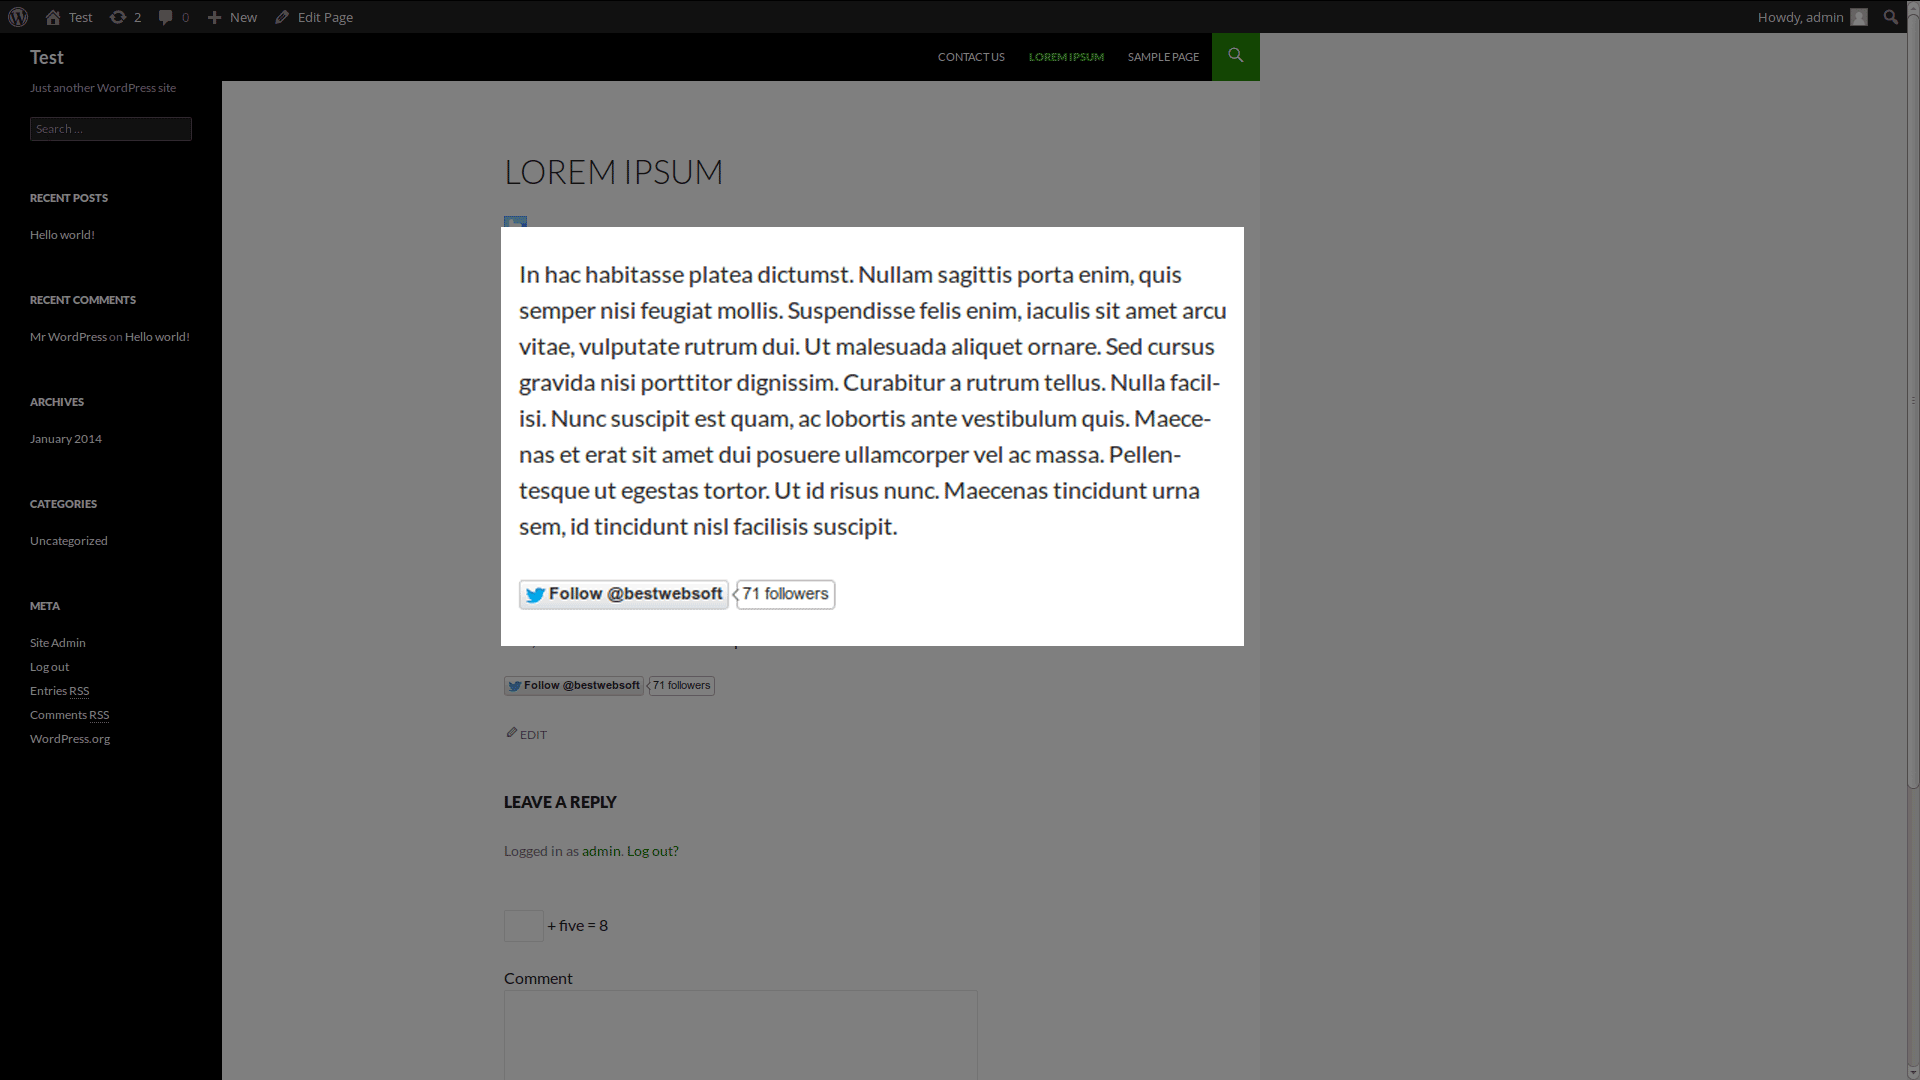 Test 2 0 New Edit Page Howdy, admin
Test
CONTACT US LOREM IPSUM SAMPLE PAGE
Just another WordPress site
Search ...
RECENT POSTS
Hello world!
RECENT COMMENTS
Mr WordPress on Hello world!
ARCHIVES
January 2014
CATEGORIES
Uncategorized
META
Site Admin
Log out
Entries RSS
Comments RSS
WordPress.org
LOREM IPSUM
In hac habitasse platea dictumst. Nullam sagittis porta enim, quis
semper nisi feugiat mollis. Suspendisse felis enim, iaculis sit amet arcu
vitae, vulputate rutrum dui. Ut malesuada aliquet ornare. Sed cursus
gravida nisi porttitor dignissim. Curabitur a rutrum tellus. Nulla facil-
isi. Nunc suscipit est quam, ac lobortis ante vestibulum quis. Maece-
nas et erat sit amet dui posuere ullamcorper vel ac massa. Pellen-
tesque ut egestas tortor. Ut id risus nunc. Maecenas tincidunt urna
sem, id tincidunt nisl facilisis suscipit.
Follow @bestwebsoft 71 followers
Follow @bestwebsoft 71 followers
EDIT
LEAVE A REPLY
Logged in as admin. Log out?
+ five = 8
Comment